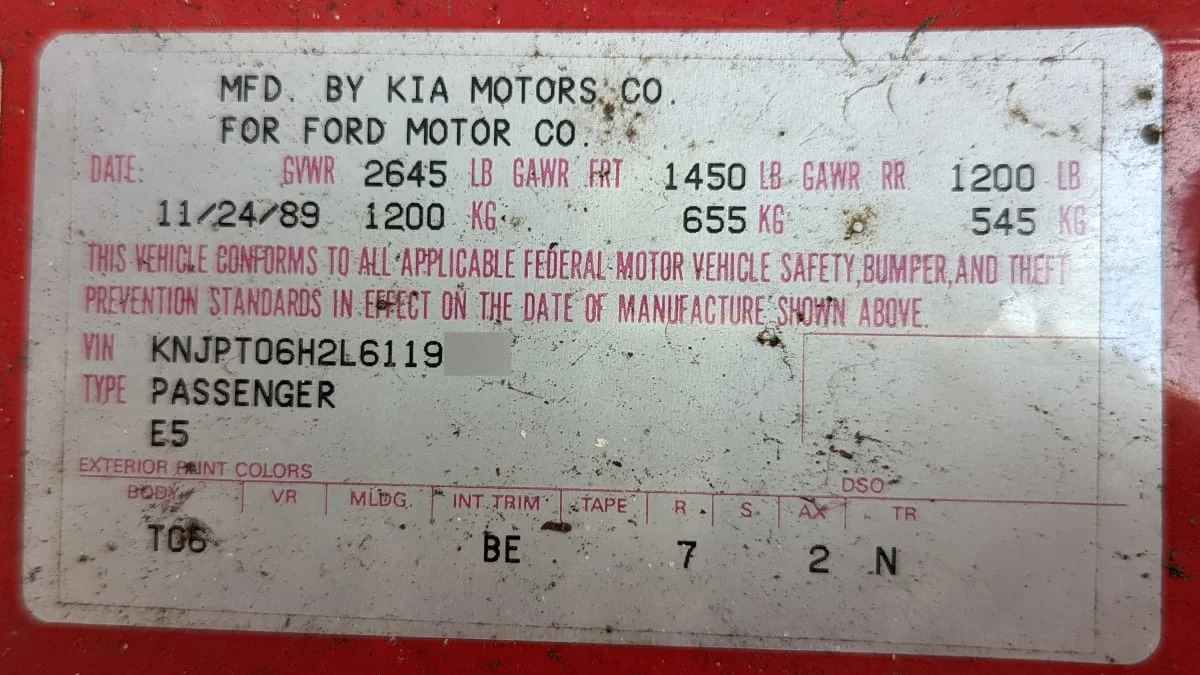 MFD. BY KIA MOTORS CO.
FOR FORD MOTOR CO.
DATE: GVWR 2645 LB GAWR FRT 1450 LB GAWR RR 1200 LB
11/24/89 1200 KG 655 KG 545 KG
THIS VEHICLE CONFORMS TO ALL APPLICABLE FEDERAL MOTOR VEHICLE SAFETY, BUMPER, AND THEFT
PREVENTION STANDARDS IN EFFECT ON THE DATE OF MANUFACTURE SHOWN ABOVE.
VIN KNJPT06H2L6119
TYPE PASSENGER
E5
EXTERIOR PAINT COLORS DSO
BODY VR MLDG. INT TRIM TAPE R S AX TR
T06 BE 7 2 N